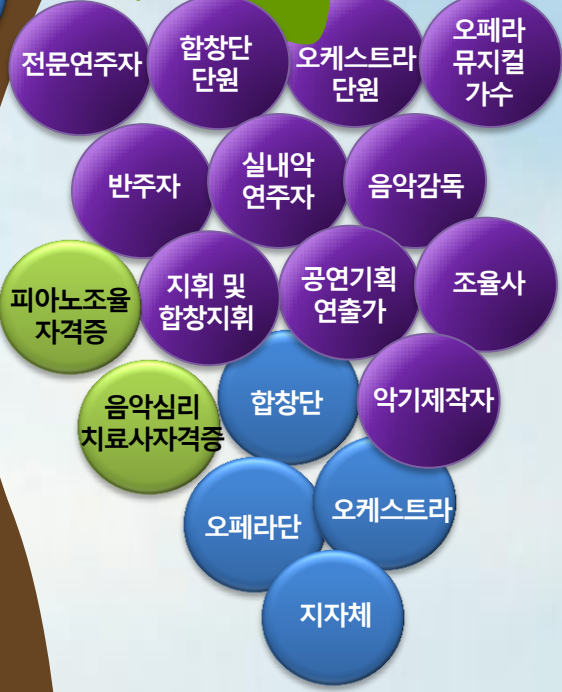 전문연주자
합창단
단원
오케스트라
단원
오페라
뮤지컬
가수
반주자
실내악
연주자
음악감독
피아노조율
자격증
지휘 및
합창지휘
공연기획
연출가
조율사
음악심리
치료사자격증
합창단
악기제작자
오페라단
오케스트라
지자체